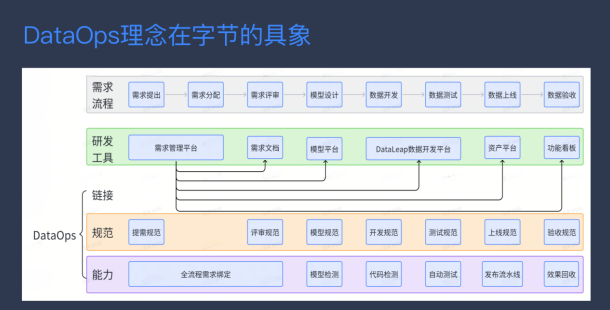 DataOps理念在字节的具象
需求
流程
需求提出
需求分配
需求评审
模型设计
数据开发
数据测试
数据上线
数据验收
研发
工具
需求管理平台
需求文档
模型平台
DataLeap数据开发平台
资产平台
功能看板
DataOps
链接
规范
提需规范
评审规范
模型规范
开发规范
测试规范
上线规范
验收规范
能力
全流程需求绑定
模型检测
代码检测
自动测试
发布流水线
效果回收